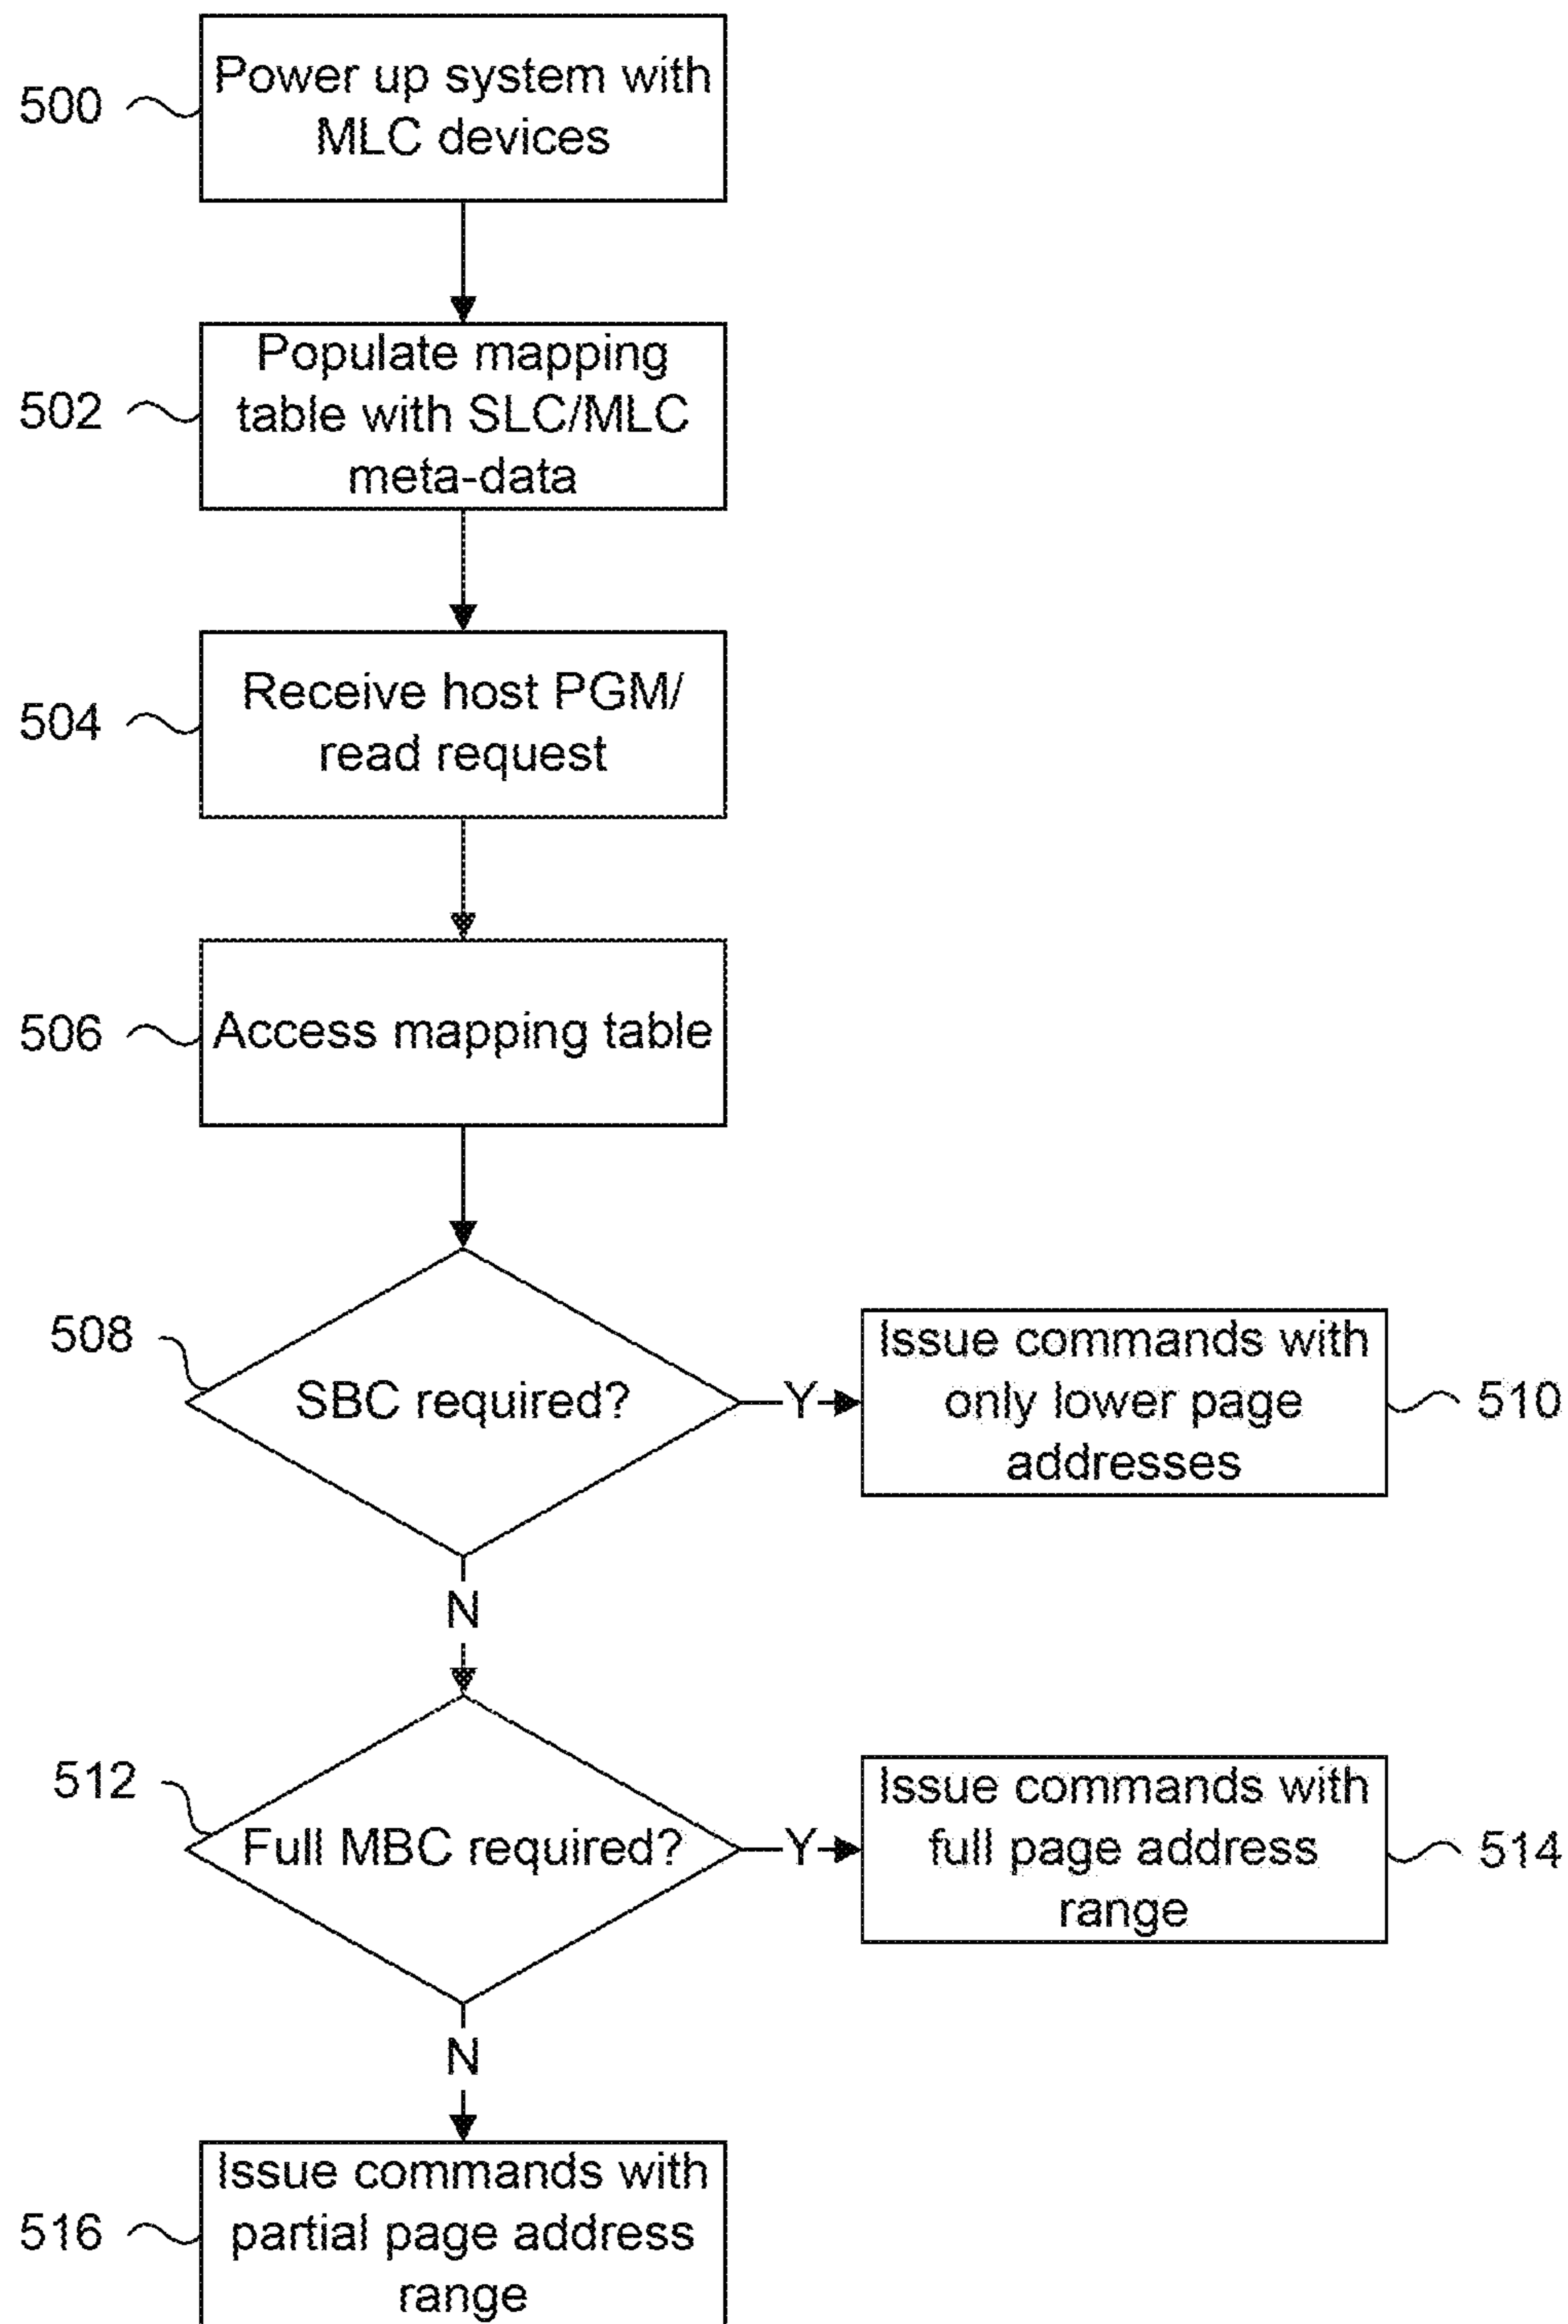 500
Power up system with
MLC devices
502
Populate mapping
table with SLC/MLC
meta-data
504
Receive host PGM/
read request
506
Access mapping table
508
SBC required?
Y
Issue commands with
only lower page
addresses
510
N
512
Full MBC required?
Y
Issue commands with
full page address
range
514
N
516
Issue commands with
partial page address
range